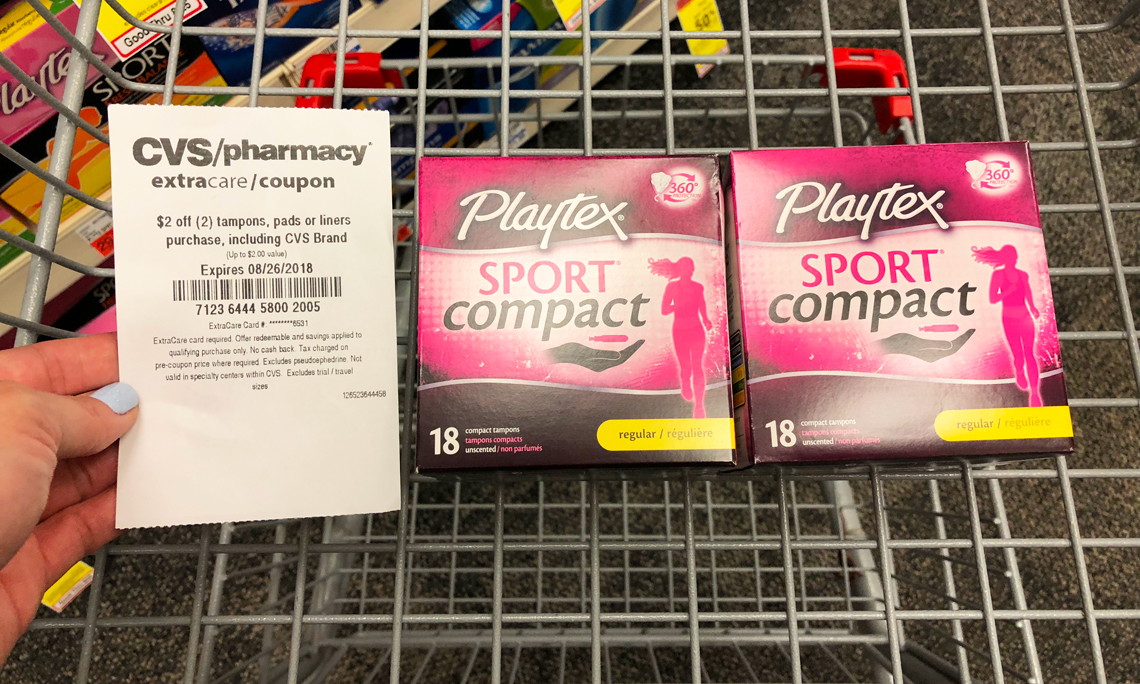 Playtex
SPORT
CVS/pharmacy
extracare/coupon
$2 off (2) tampons, pads or liners
purchase, including CVS Brand
(Up to $2.00 value)
Expires 08/26/2018
7123 6444 5800 2005
ExtraCare Card #: ********8531
ExtraCare card required. Offer redeemable and savings applied to
qualifying purchase only. No cash back. Tax charged on
pre-coupon price where required. Excludes pseudoephedrine. Not
valid in specialty centers within CVS. Excludes trial / travel
sizes
126523644458
Playtex®
360°
PROTECTION
SPORT®
compact
18
compact tampons
tampons compacts
unscented / non parfumés
regular / régulière
Playtex®
360°
PROTECTION
SPORT®
compact
18
compact tampons
tampons compacts
unscented / non parfumés
regular / régulière